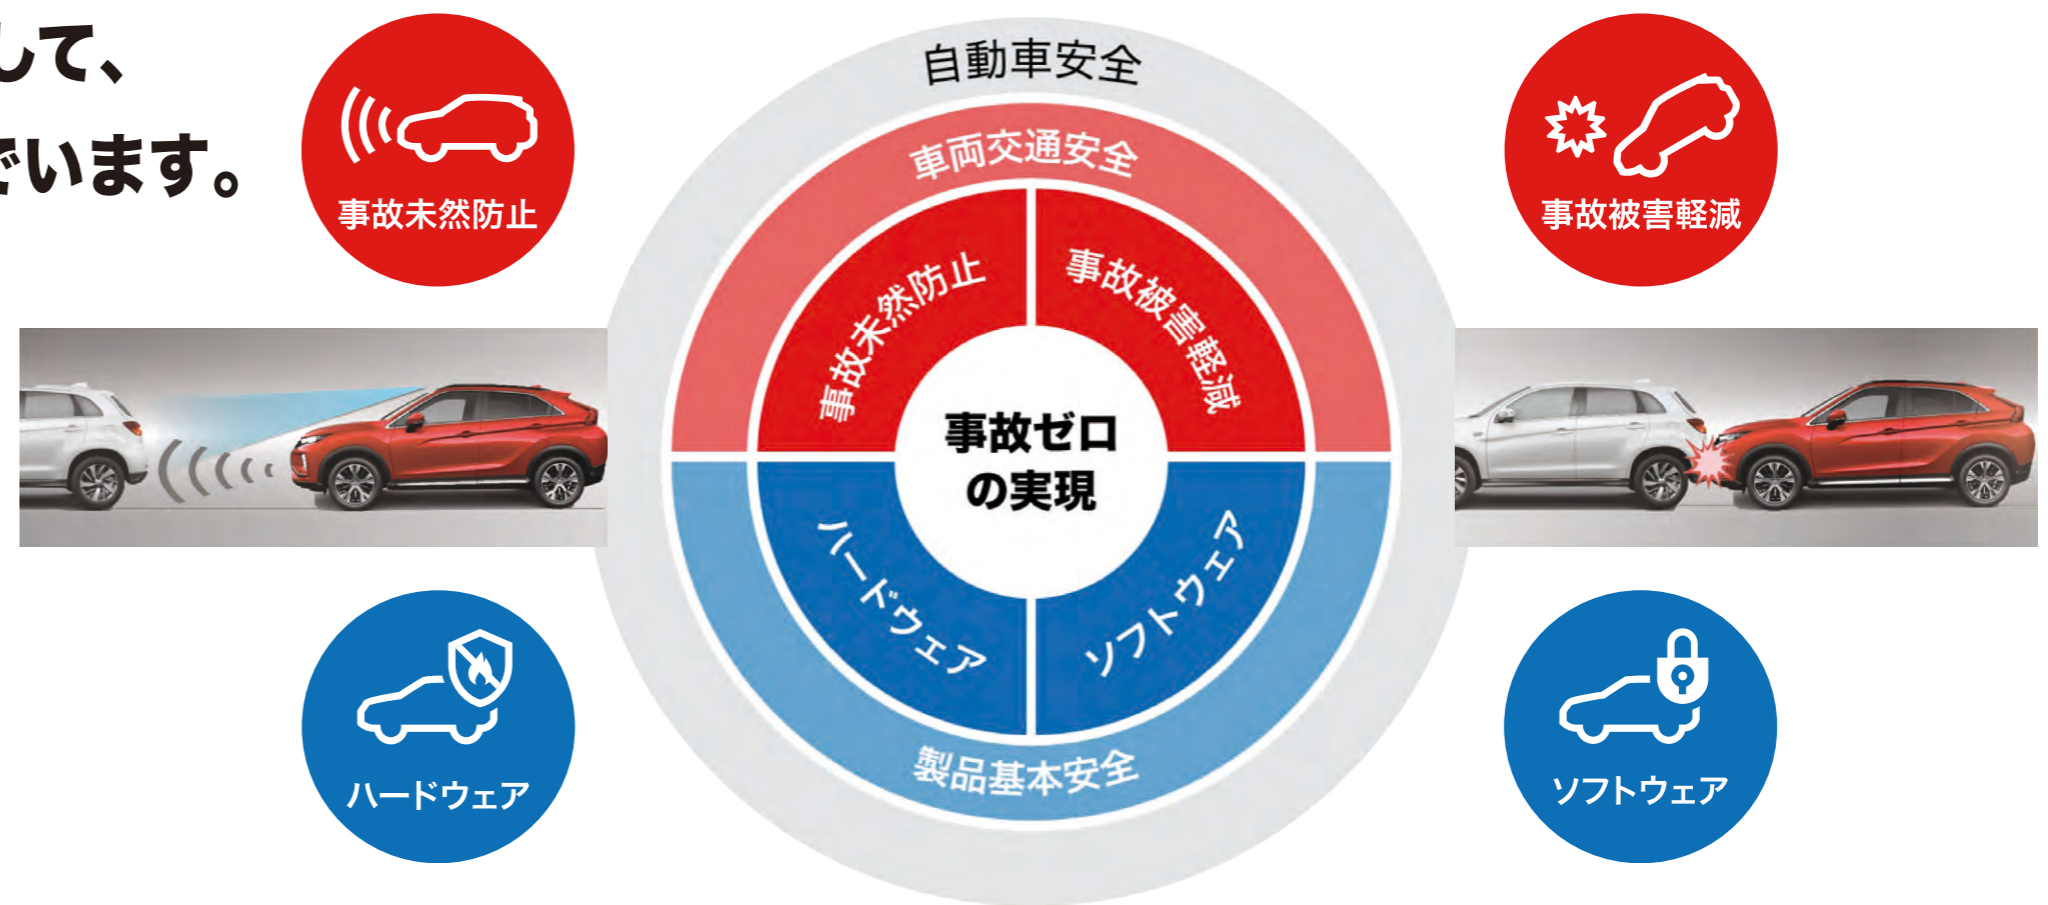 して、
でいます。
事故未然防止
事故被害軽減
自動車安全
車両交通安全
事故未然防止
事故被害軽減
事故ゼロ
の実現
ハードウェア
ソフトウェア
製品基本安全
ハードウェア
ソフトウェア